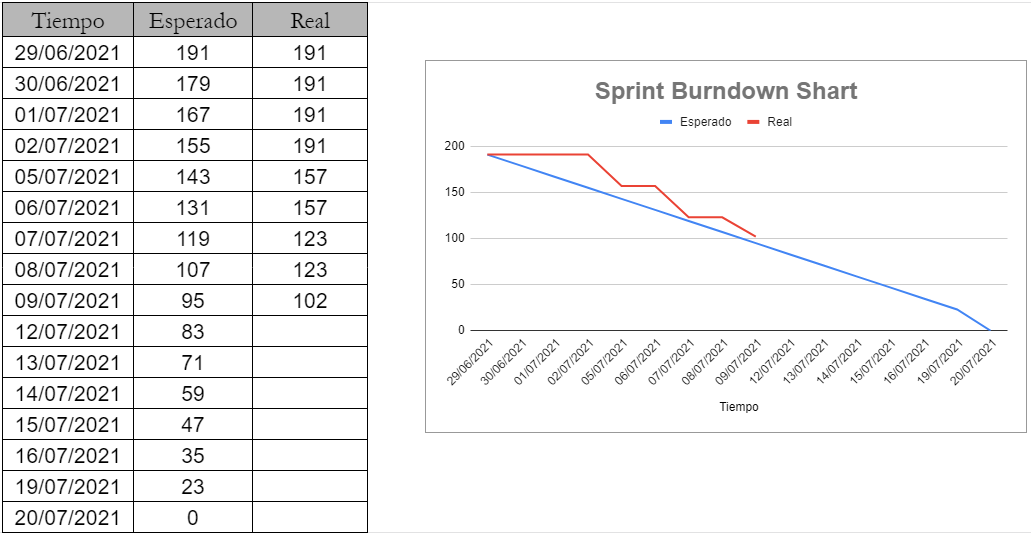 Tiempo Esperado Real
29/06/2021 191 191
30/06/2021 179 191
01/07/2021 167 191
02/07/2021 155 191
05/07/2021 143 157
06/07/2021 131 157
07/07/2021 119 123
08/07/2021 107 123
09/07/2021 95 102
12/07/2021 83
13/07/2021 71
14/07/2021 59
15/07/2021 47
16/07/2021 35
19/07/2021 23
20/07/2021 0
Sprint Burndown Shart
Esperado Real
200
150
100
50
0
29/06/2021 30/06/2021 01/07/2021 02/07/2021 05/07/2021 06/07/2021 07/07/2021 08/07/2021 09/07/2021 12/07/2021 13/07/2021 14/07/2021 15/07/2021 16/07/2021 19/07/2021 20/07/2021
Tiempo